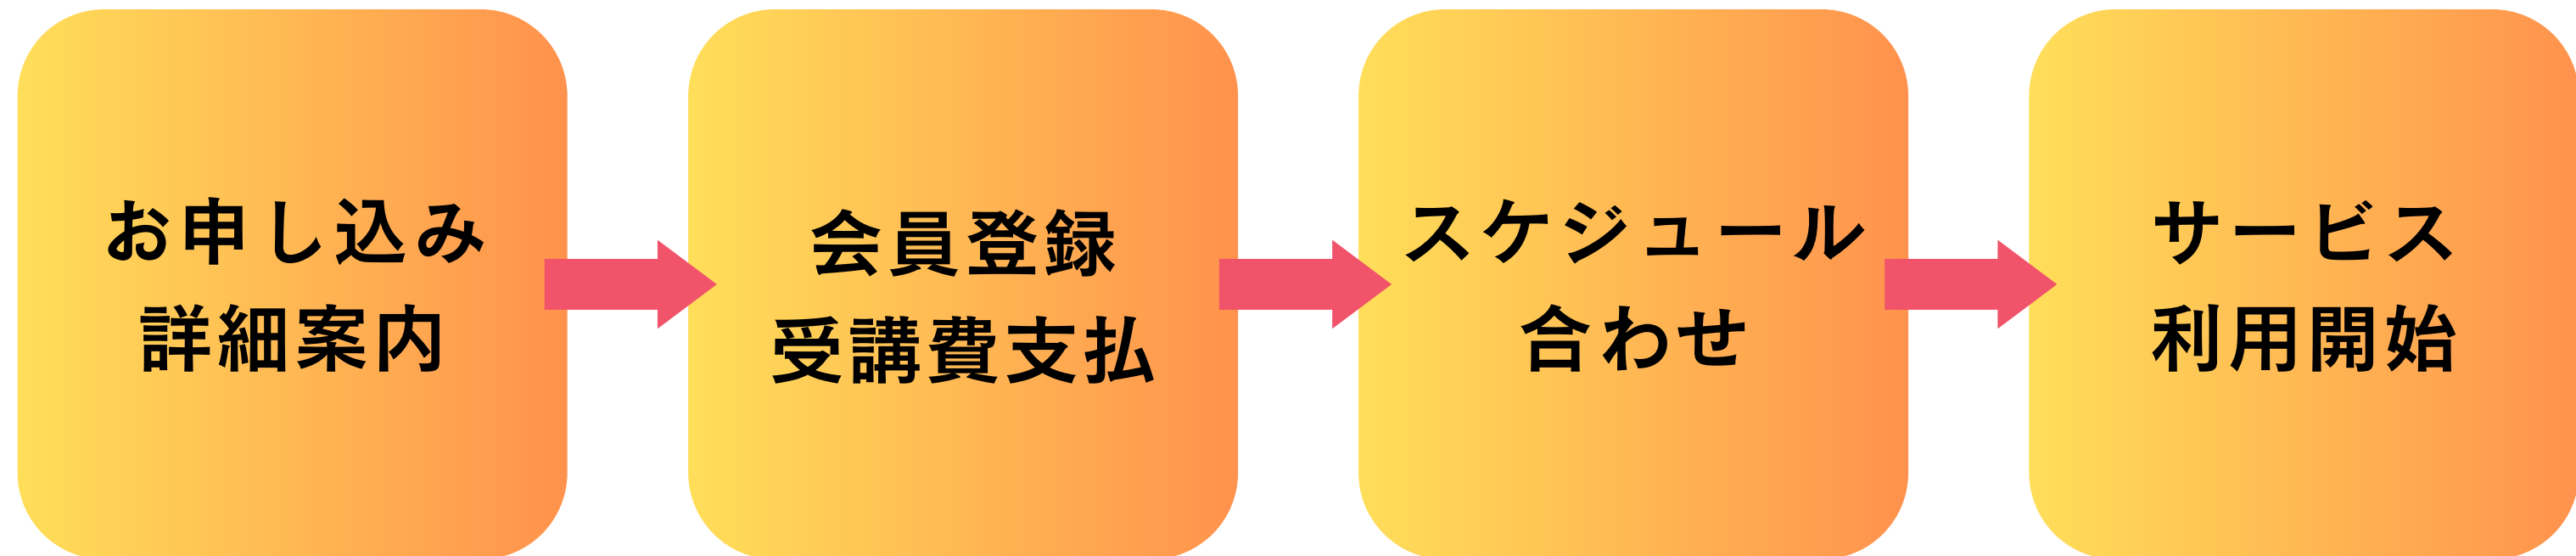 お申し込み
詳細案内
会員登録
受講費支払
スケジュール
合わせ
サービス
利用開始